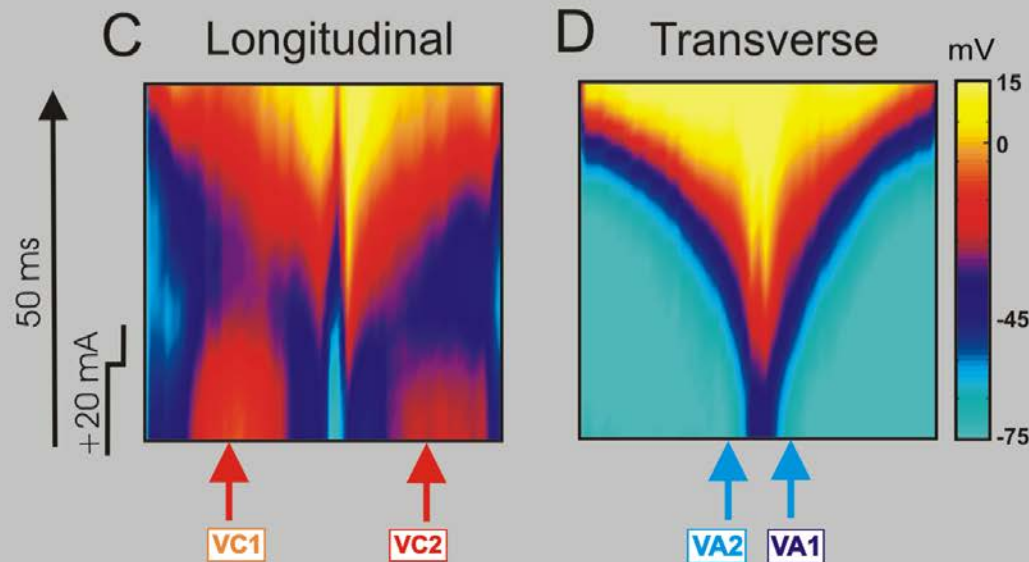 C Longitudinal
D Transverse
mV
15
0
-45
-75
50 ms
+20 mA
VC1
VC2
VA2
VA1